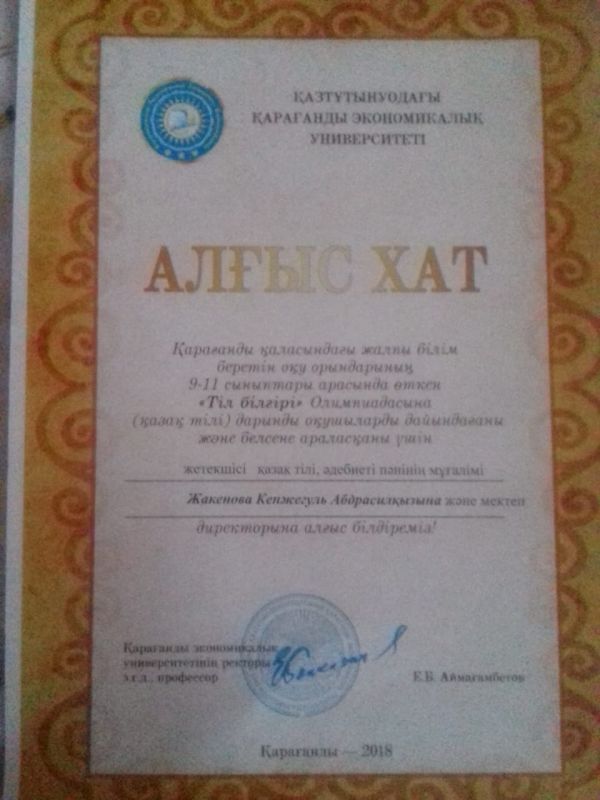 ҚАЗТҰТЫНУОДАҒЫ
ҚАРАҒАНДЫ ЭКОНОМИКАЛЫҚ
УНИВЕРСИТЕТІ
АЛҒЫС ХАТ
Қарағанды қаласындағы жалпы білім
беретін оқу орындарының
9-11 сыныптары арасында өткен
«Тіл білгірі» Олимпиадасына
(қазақ тілі) дарынды оқушыларды дайындағаны
және белсене араласқаны үшін
жетекшісі қазақ тілі, әдебиеті пәнінің мұғалімі
Жакенова Кенжегуль Абдрасилқызына және мектеп
директорына алғыс білдіреміз!
Қарағанды экономикалық
университетінің ректоры
э.ғ.д., профессор
Е.Б. Аймағамбетов
Қарағанды — 2018